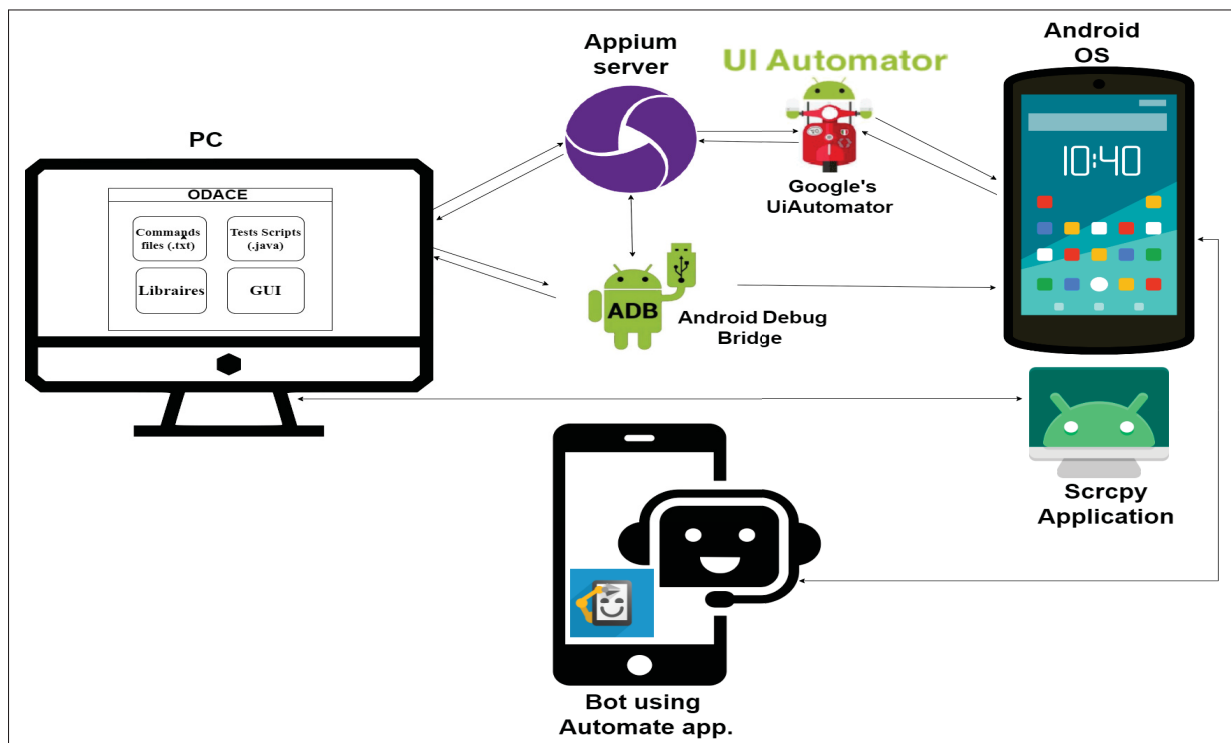 PC
ODACE
Commands
files (.txt)
Tests Scripts
(.java)
Libraires
GUI
Appium
server
UI Automator
Google's
UiAutomator
ADB
Android Debug
Bridge
Android
OS
10:40
Scrcpy
Application
Bot using
Automate app.